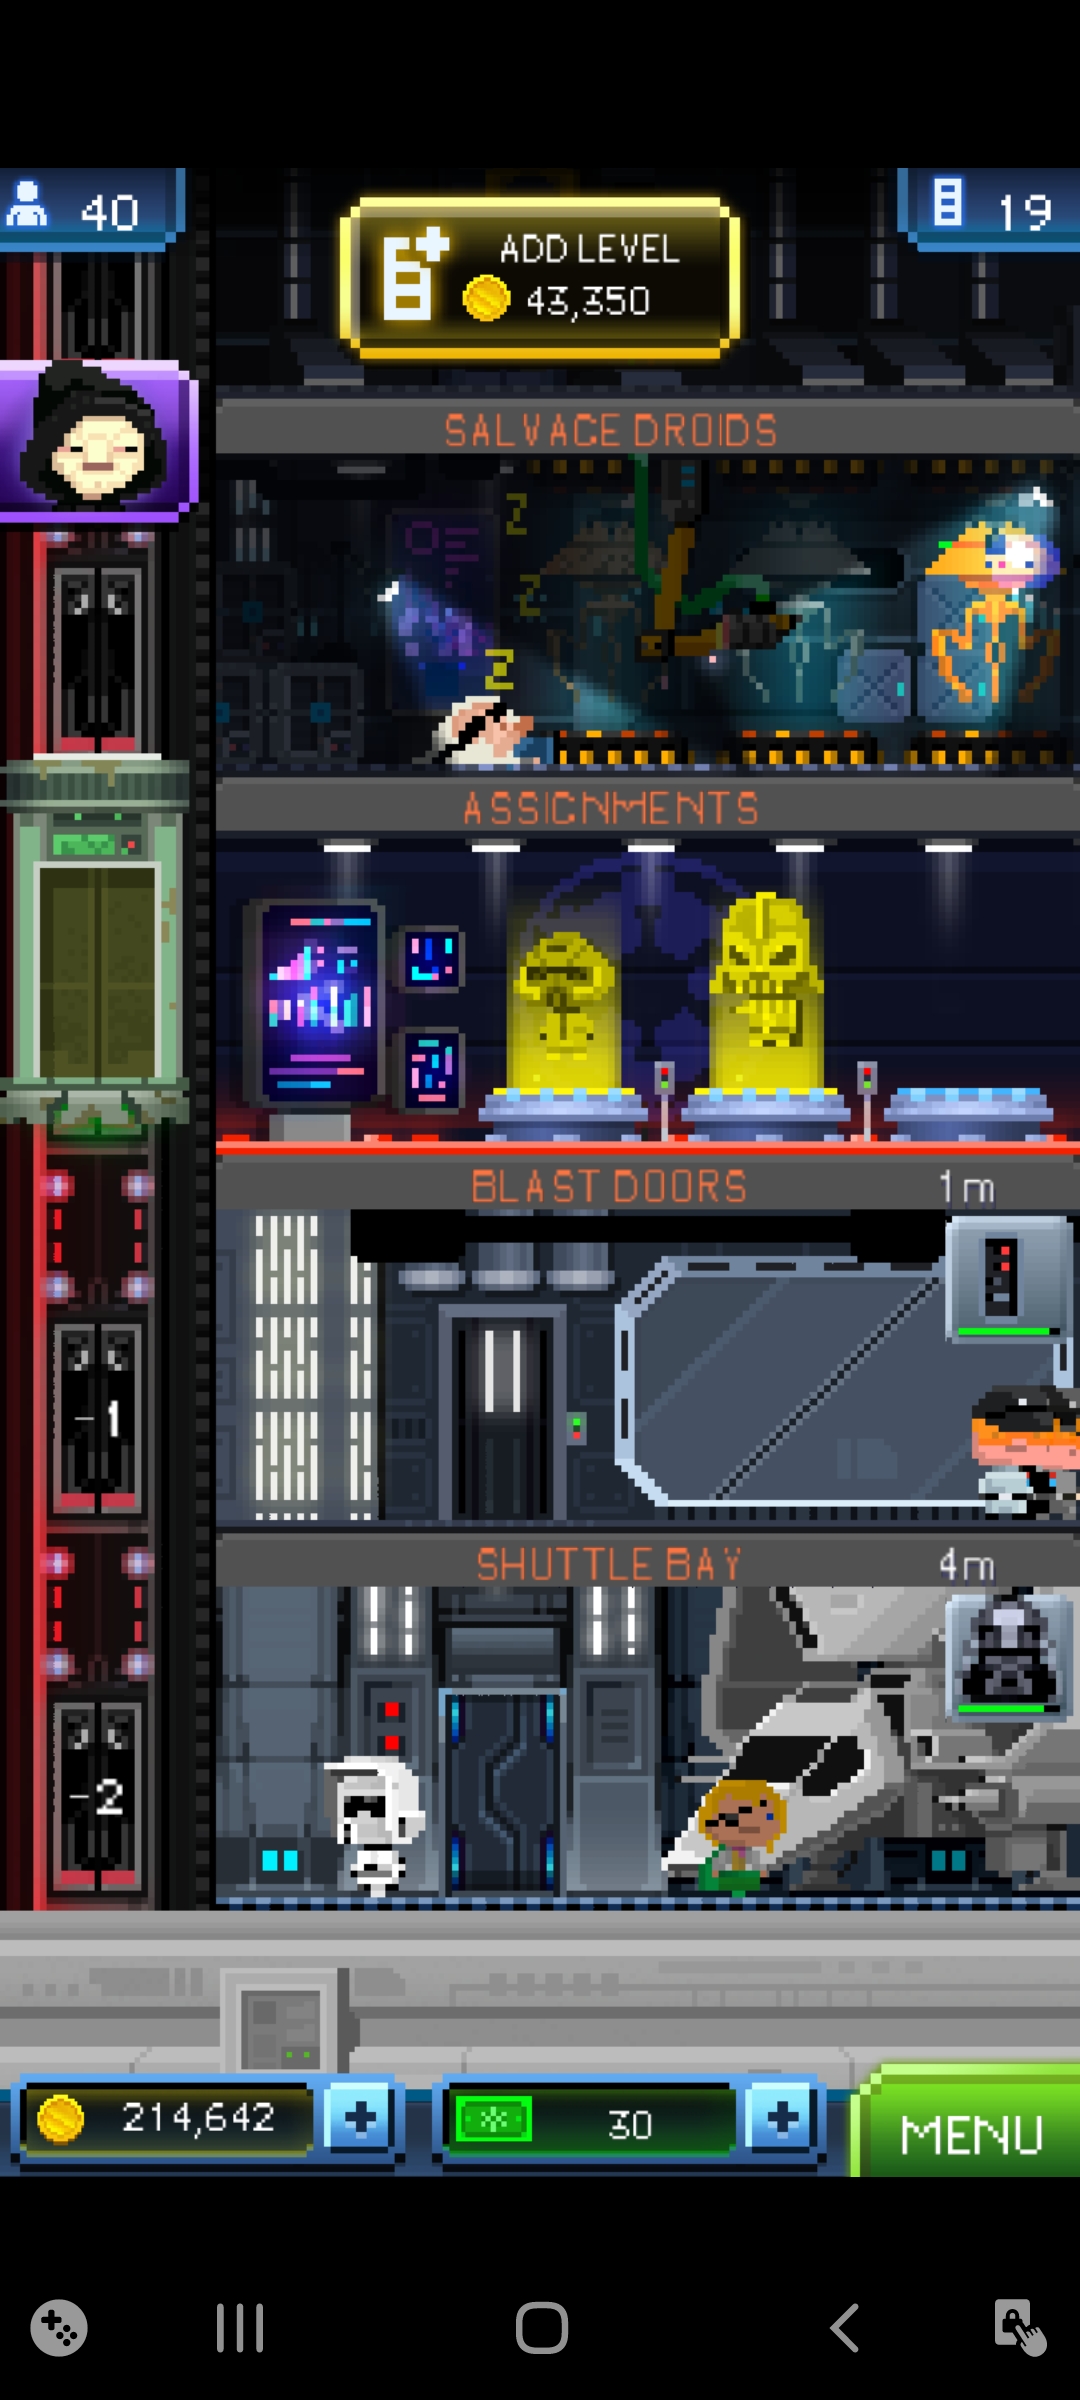 40
ADD LEVEL
43,350
19
SALVAGE DROIDS
Z
Z
Z
ASSIGNMENTS
BLAST DOORS 1m
-1
SHUTTLE BAY 4m
-2
214,642
30
MENU